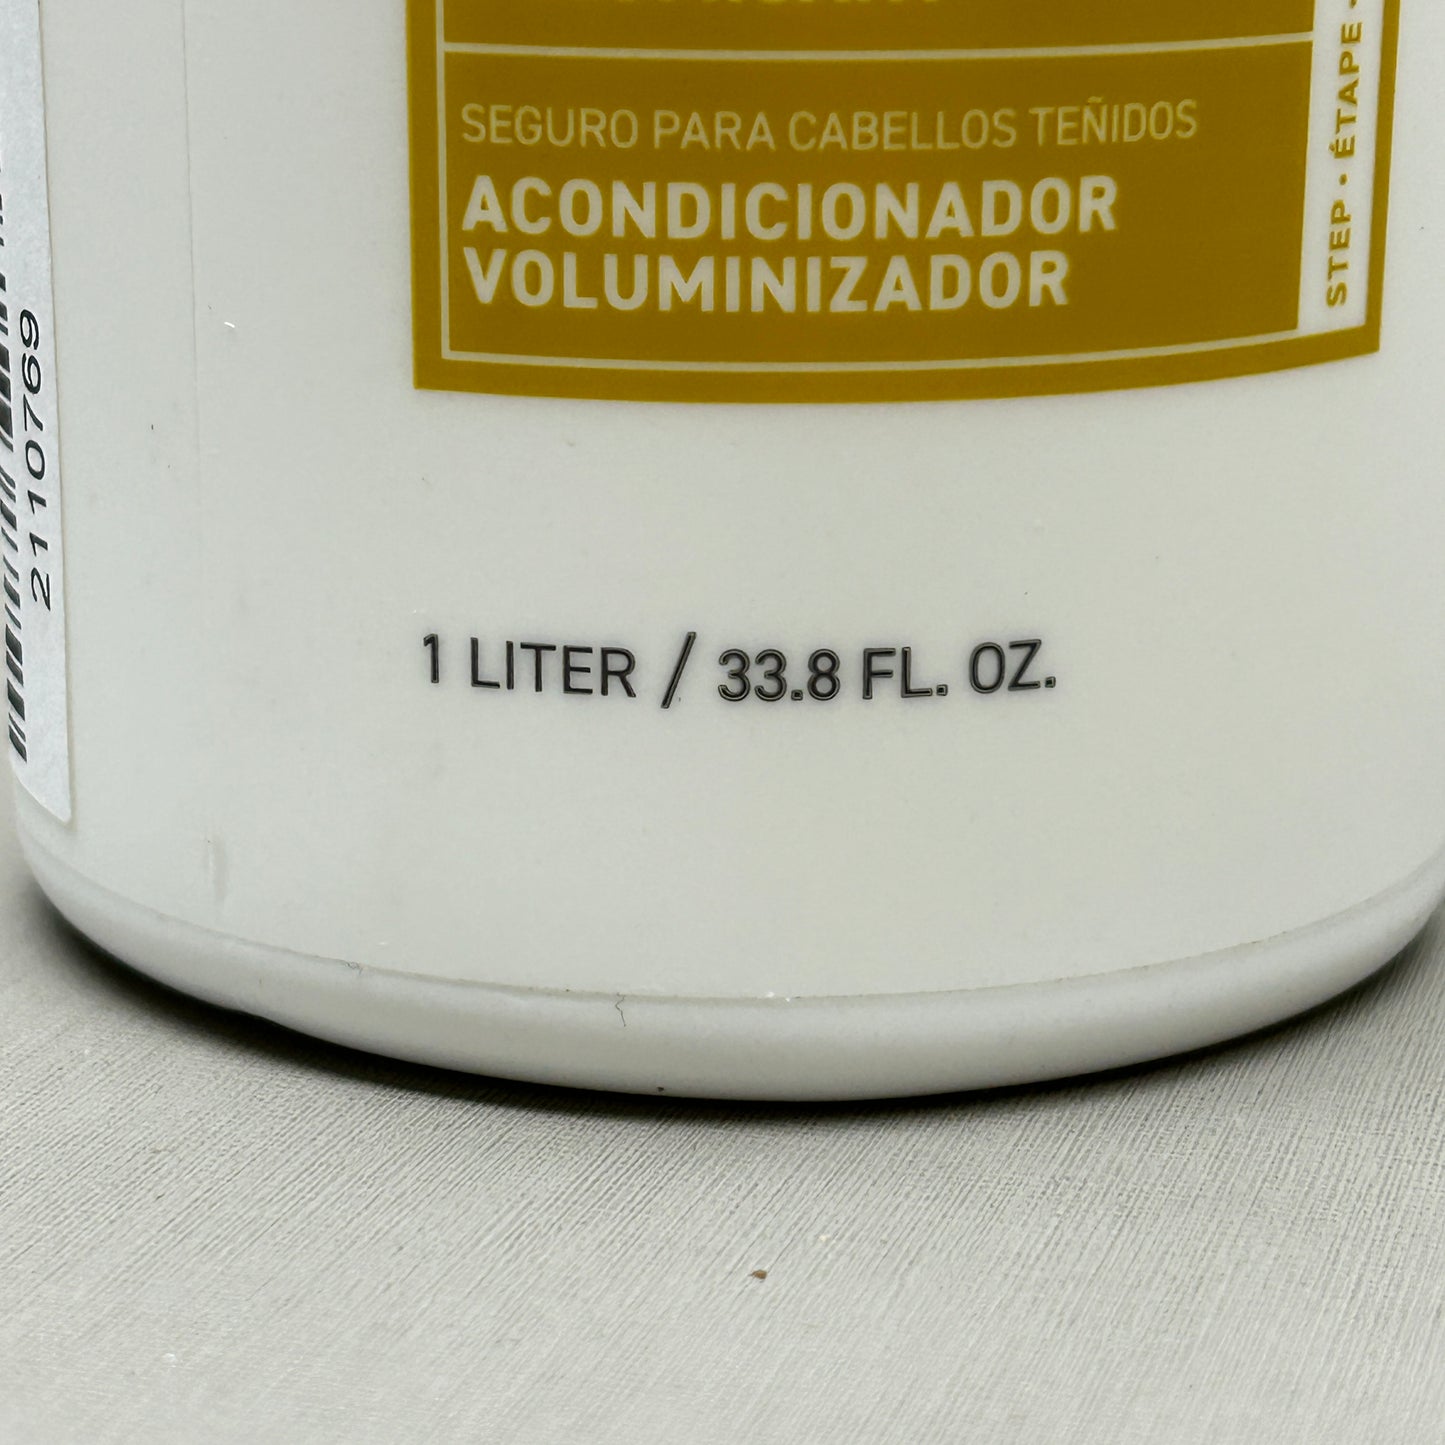 SEGURO PARA CABELLOS TEÑIDOS
ACONDICIONADOR
VOLUMINIZADOR
STEP · ÉTAPE ·
2110769
1 LITER / 33.8 FL. OZ.